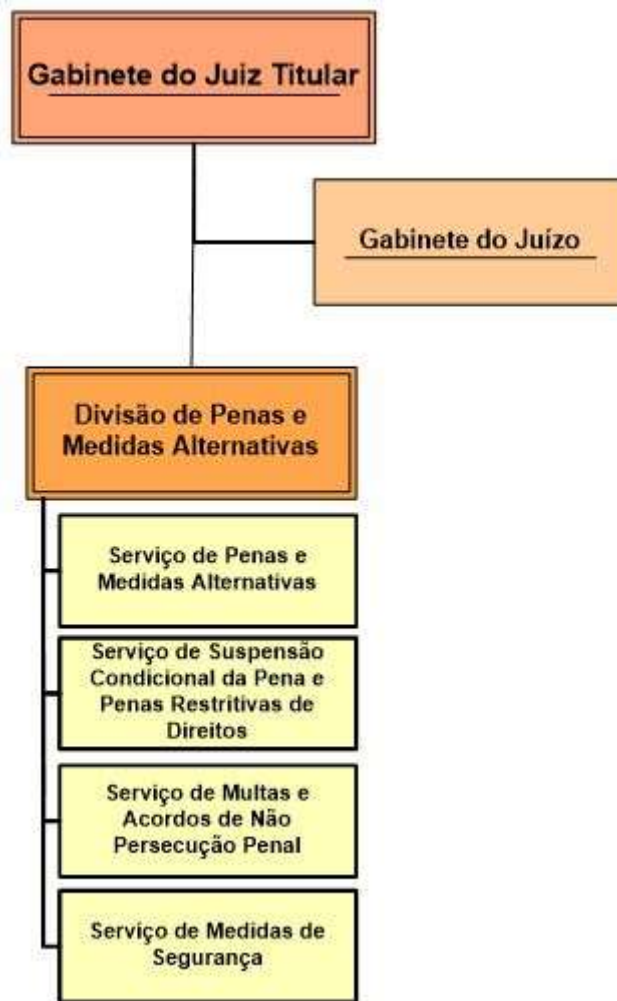 Gabinete do Juiz Titular
Gabinete do Juízo
Divisão de Penas e
Medidas Alternativas
Serviço de Penas e
Medidas Alternativas
Serviço de Suspensão
Condicional da Pena e
Penas Restritivas de
Direitos
Serviço de Multas e
Acordos de Não
Persecução Penal
Serviço de Medidas de
Segurança